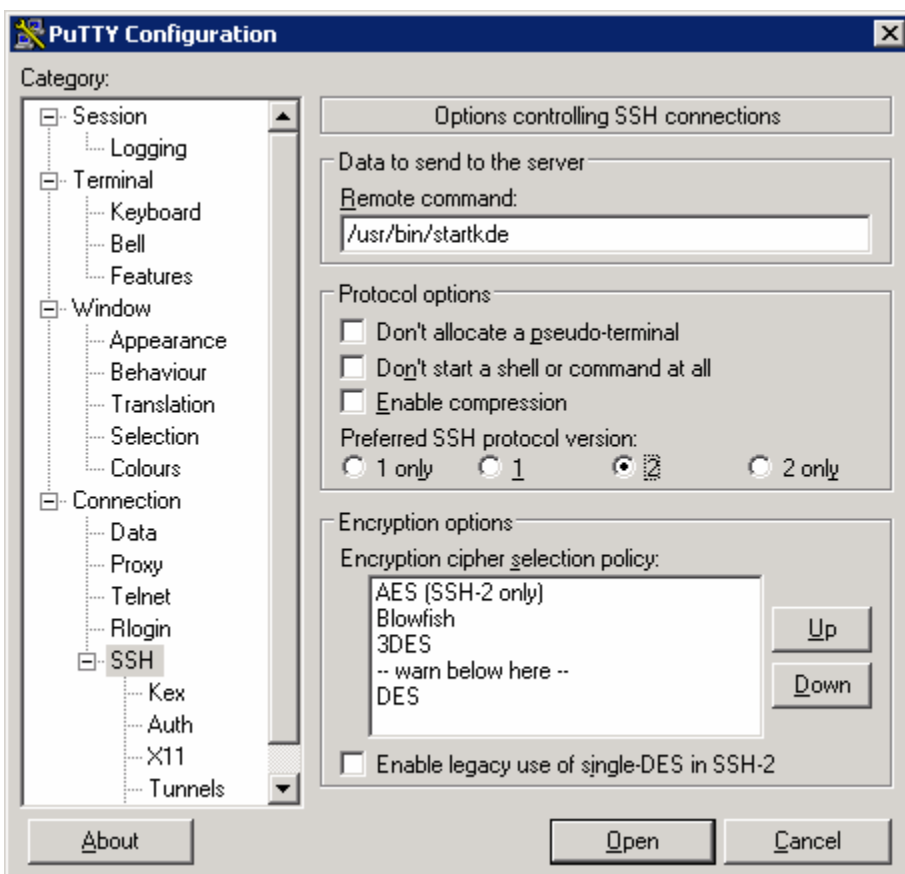 PuTTY Configuration
Category:
Session
Logging
Terminal
Keyboard
Bell
Features
Window
Appearance
Behaviour
Translation
Selection
Colours
Connection
Data
Proxy
Telnet
Rlogin
SSH
Kex
Auth
X11
Tunnels
Options controlling SSH connections
Data to send to the server
Remote command:
/usr/bin/startkde
Protocol options
Don't allocate a pseudo-terminal
Don't start a shell or command at all
Enable compression
Preferred SSH protocol version:
1 only 1 2 2 only
Encryption options
Encryption cipher selection policy:
AES (SSH-2 only)
Blowfish
3DES
-- warn below here --
DES
Up
Down
Enable legacy use of single-DES in SSH-2
About Open Cancel